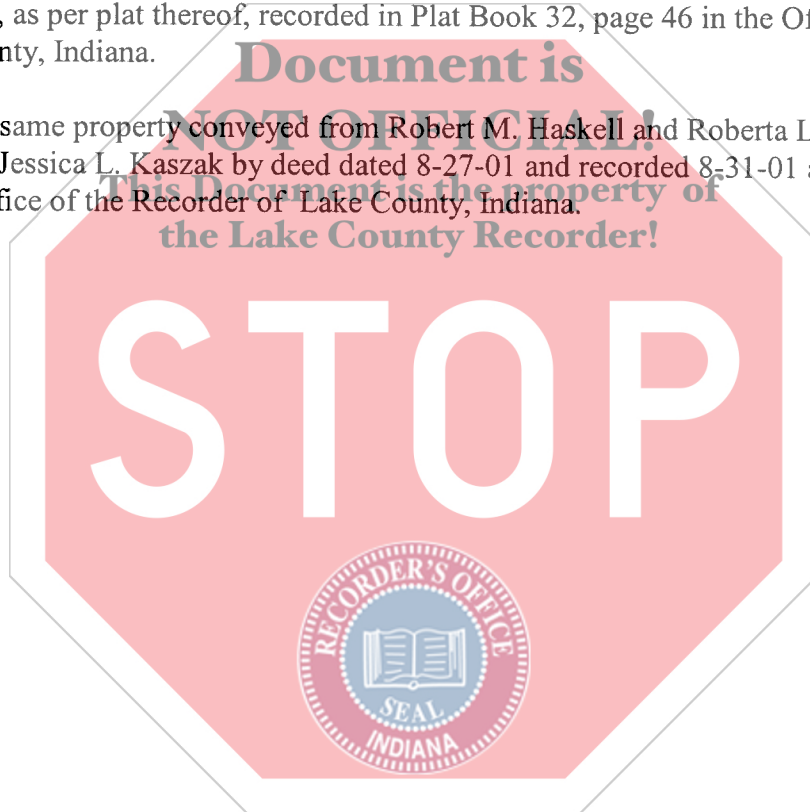 , as per plat thereof, recorded in Plat Book 32, page 46 in the Of
nty, Indiana.
Document is
NOT OFFICIAL!
same property conveyed from Robert M. Haskell and Roberta L
Jessica L. Kaszak by deed dated 8-27-01 and recorded 8-31-01 a
This Document is the property of
fice of the Recorder of Lake County, Indiana.
the Lake County Recorder!
STOP
RECORDER'S OFFICE
SEAL
INDIANA